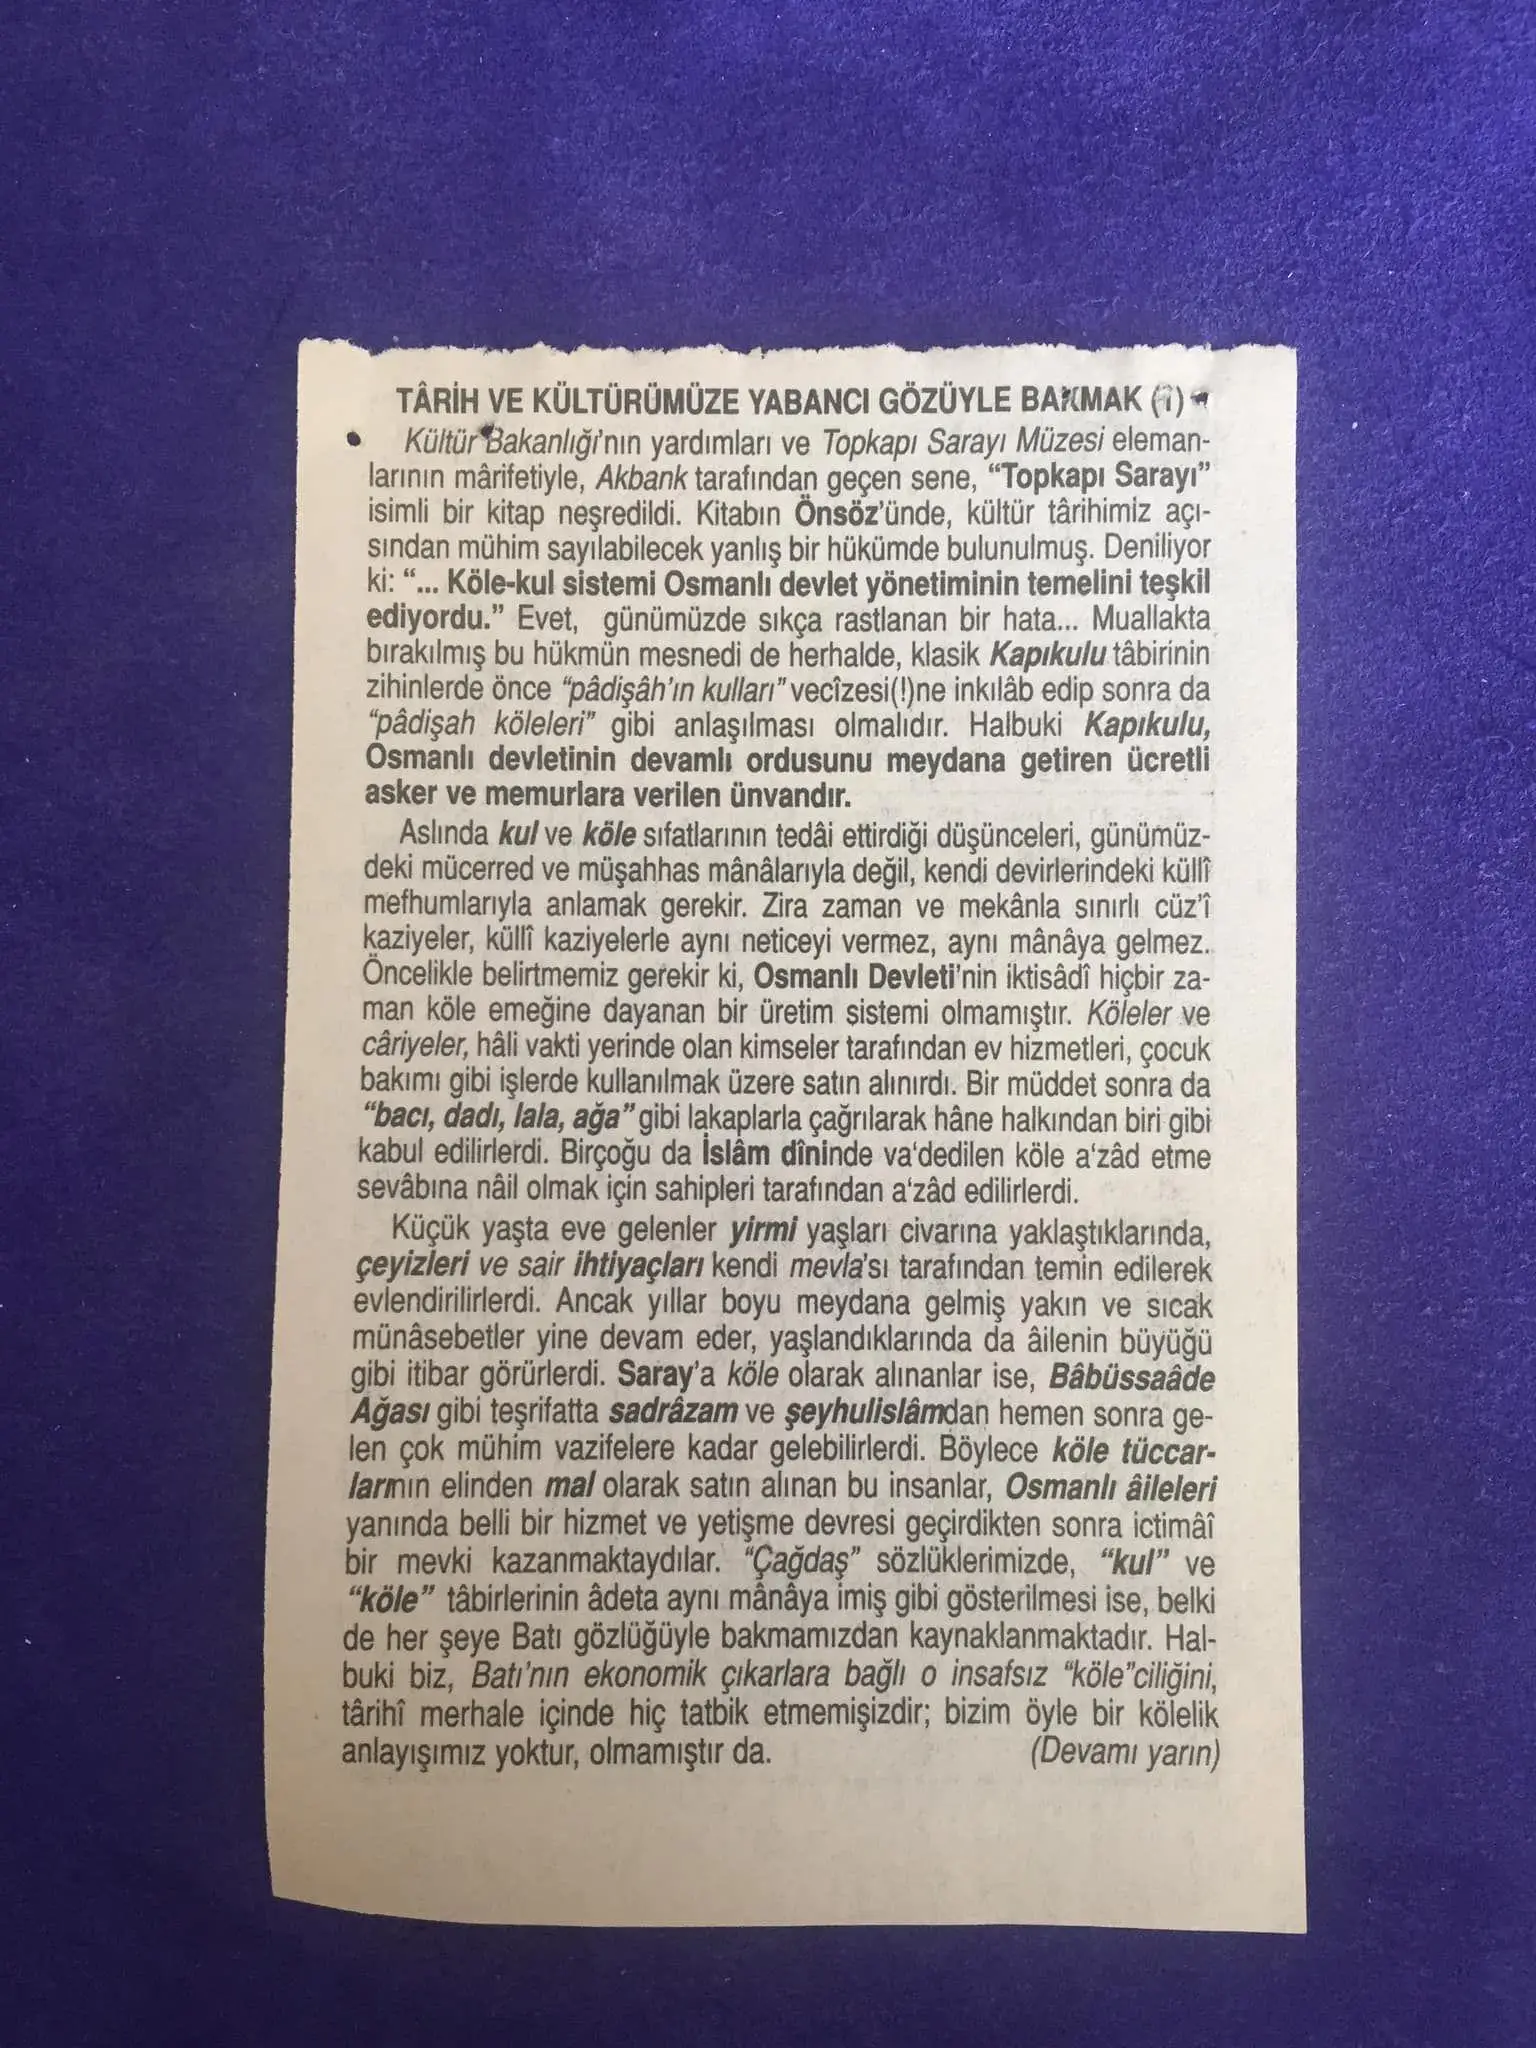 TÂRİH VE KÜLTÜRÜMÜZE YABANCI GÖZÜYLE BAKMAK (1)
Kültür Bakanlığı'nın yardımları ve Topkapı Sarayı Müzesi eleman-
larının mârifetiyle, Akbank tarafından geçen sene, “Topkapı Sarayı”
isimli bir kitap neşredildi. Kitabın Önsöz'ünde, kültür târihimiz açı-
sından mühim sayılabilecek yanlış bir hükümde bulunulmuş. Deniliyor
ki: “... Köle-kul sistemi Osmanlı devlet yönetiminin temelini teşkil
ediyordu.” Evet, günümüzde sıkça rastlanan bir hata... Muallakta
bırakılmış bu hükmün mesnedi de herhalde, klasik Kapıkulu tâbirinin
zihinlerde önce “pâdişâh'ın kulları” vecîzesi(!)ne inkılâb edip sonra da
“pâdişah köleleri” gibi anlaşılması olmalıdır. Halbuki Kapıkulu,
Osmanlı devletinin devamlı ordusunu meydana getiren ücretli
asker ve memurlara verilen ünvandır.
Aslında kul ve köle sıfatlarının tedâi ettirdiği düşünceleri, günümüz-
deki mücerred ve müşahhas mânâlarıyla değil, kendi devirlerindeki küllî
mefhumlarıyla anlamak gerekir. Zira zaman ve mekânla sınırlı cüz'î
kaziyeler, küllî kaziyelerle aynı neticeyi vermez, aynı mânâya gelmez.
Öncelikle belirtmemiz gerekir ki, Osmanlı Devleti'nin iktisâdî hiçbir za-
man köle emeğine dayanan bir üretim sistemi olmamıştır. Köleler ve
câriyeler, hâli vakti yerinde olan kimseler tarafından ev hizmetleri, çocuk
bakımı gibi işlerde kullanılmak üzere satın alınırdı. Bir müddet sonra da
“bacı, dadı, lala, ağa” gibi lakaplarla çağrılarak hâne halkından biri gibi
kabul edilirlerdi. Birçoğu da İslâm dîninde va‘dedilen köle a‘zâd etme
sevâbına nâil olmak için sahipleri tarafından a‘zâd edilirlerdi.
Küçük yaşta eve gelenler yirmi yaşları civarına yaklaştıklarında,
çeyizleri ve sair ihtiyaçları kendi mevla'sı tarafından temin edilerek
evlendirilirlerdi. Ancak yıllar boyu meydana gelmiş yakın ve sıcak
münâsebetler yine devam eder, yaşlandıklarında da âilenin büyüğü
gibi itibar görürlerdi. Saray'a köle olarak alınanlar ise, Bâbüssaâde
Ağası gibi teşrifatta sadrâzam ve şeyhulislâmdan hemen sonra ge-
len çok mühim vazifelere kadar gelebilirlerdi. Böylece köle tüccar-
larının elinden mal olarak satın alınan bu insanlar, Osmanlı âileleri
yanında belli bir hizmet ve yetişme devresi geçirdikten sonra ictimâî
bir mevki kazanmaktaydılar. “Çağdaş” sözlüklerimizde, “kul” ve
“köle” tâbirlerinin âdeta aynı mânâya imiş gibi gösterilmesi ise, belki
de her şeye Batı gözlüğüyle bakmamızdan kaynaklanmaktadır. Hal-
buki biz, Batı'nın ekonomik çıkarlara bağlı o insafsız “köle”ciliğini,
târihî merhale içinde hiç tatbik etmemişizdir; bizim öyle bir kölelik
anlayışımız yoktur, olmamıştır da. (Devamı yarın)